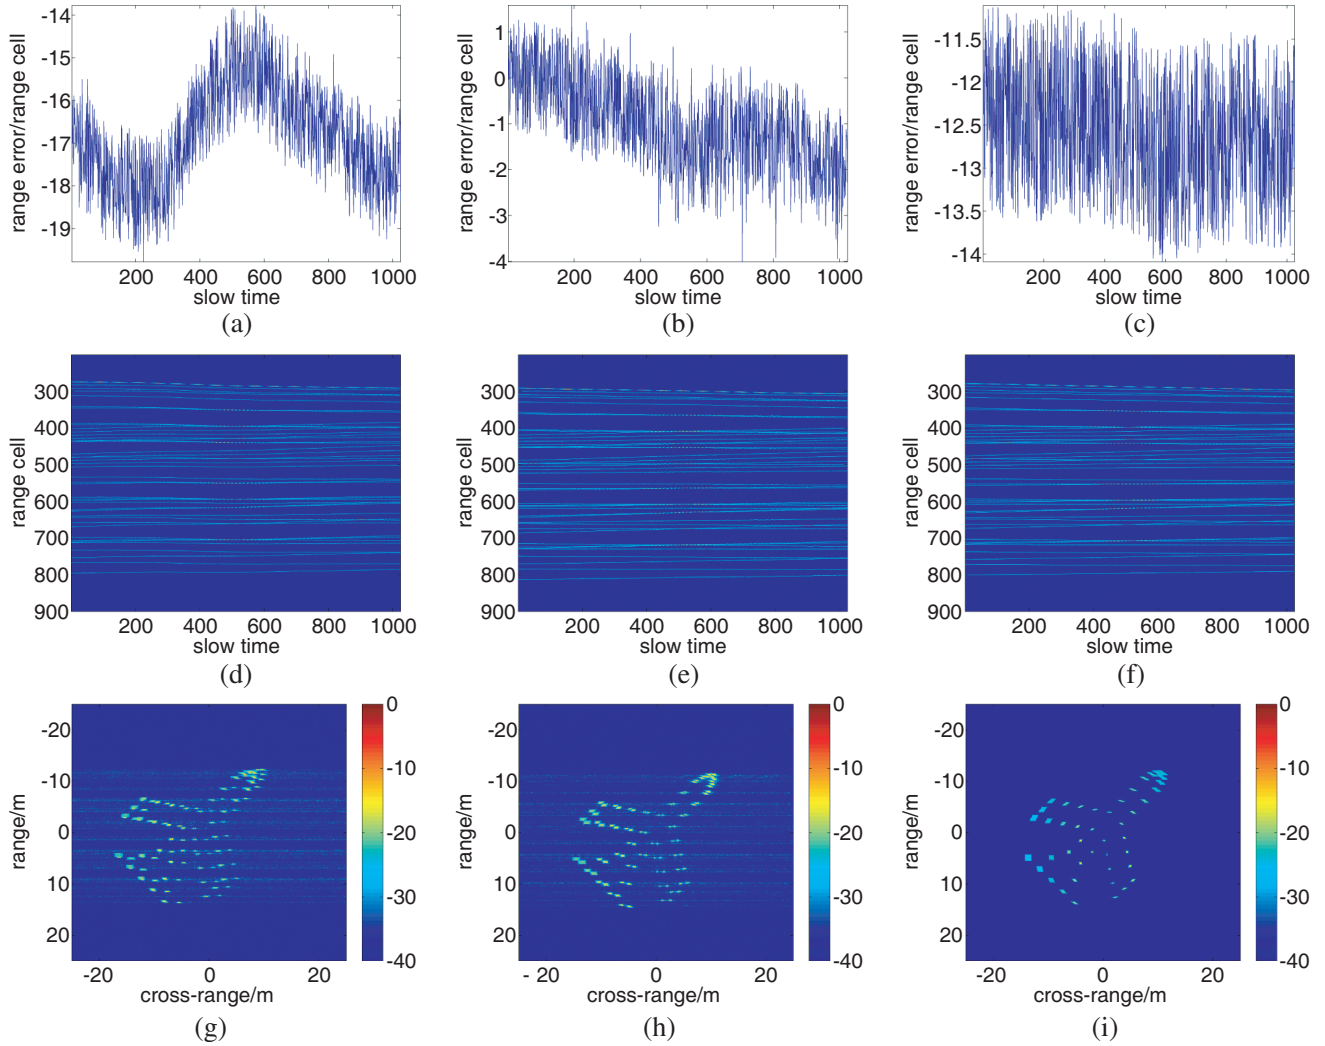 -14
-15
-16
-17
-18
-19
range error/range cell
200 400 600 800 1000
slow time
(a)
1
0
-1
-2
-3
-4
range error/range cell
200 400 600 800 1000
slow time
(b)
-11.5
-12
-12.5
-13
-13.5
-14
range error/range cell
200 400 600 800 1000
slow time
(c)
300
400
500
600
700
800
900
range cell
200 400 600 800 1000
slow time
(d)
300
400
500
600
700
800
900
range cell
200 400 600 800 1000
slow time
(e)
300
400
500
600
700
800
900
range cell
200 400 600 800 1000
slow time
(f)
-20
-10
0
10
20
range/m
-20 0 20
cross-range/m
0
-10
-20
-30
-40
(g)
-20
-10
0
10
20
range/m
- 20 0 20
cross-range/m
0
-10
-20
-30
-40
(h)
-20
-10
0
10
20
range/m
-20 0 20
cross-range/m
0
-10
-20
-30
-40
(i)